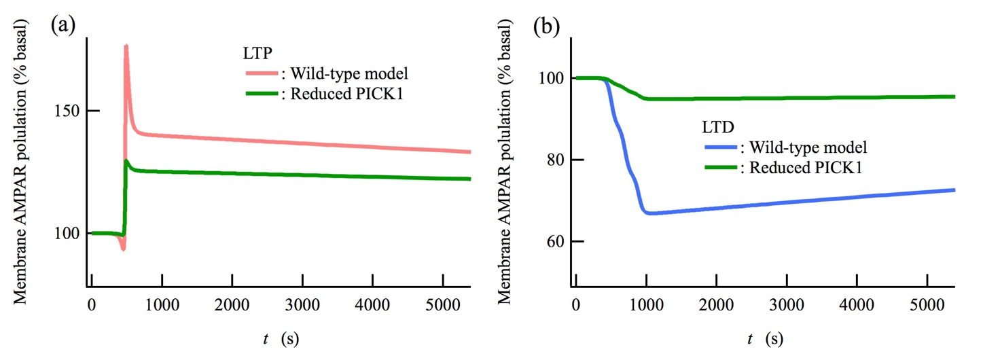 (a)
Membrane AMPAR polulation (% basal)
LTP
: Wild-type model
: Reduced PICK1
150
100
0 1000 2000 3000 4000 5000
t (s)
(b)
Membrane AMPAR polulation (% basal)
100
80
60
LTD
: Wild-type model
: Reduced PICK1
0 1000 2000 3000 4000 5000
t (s)